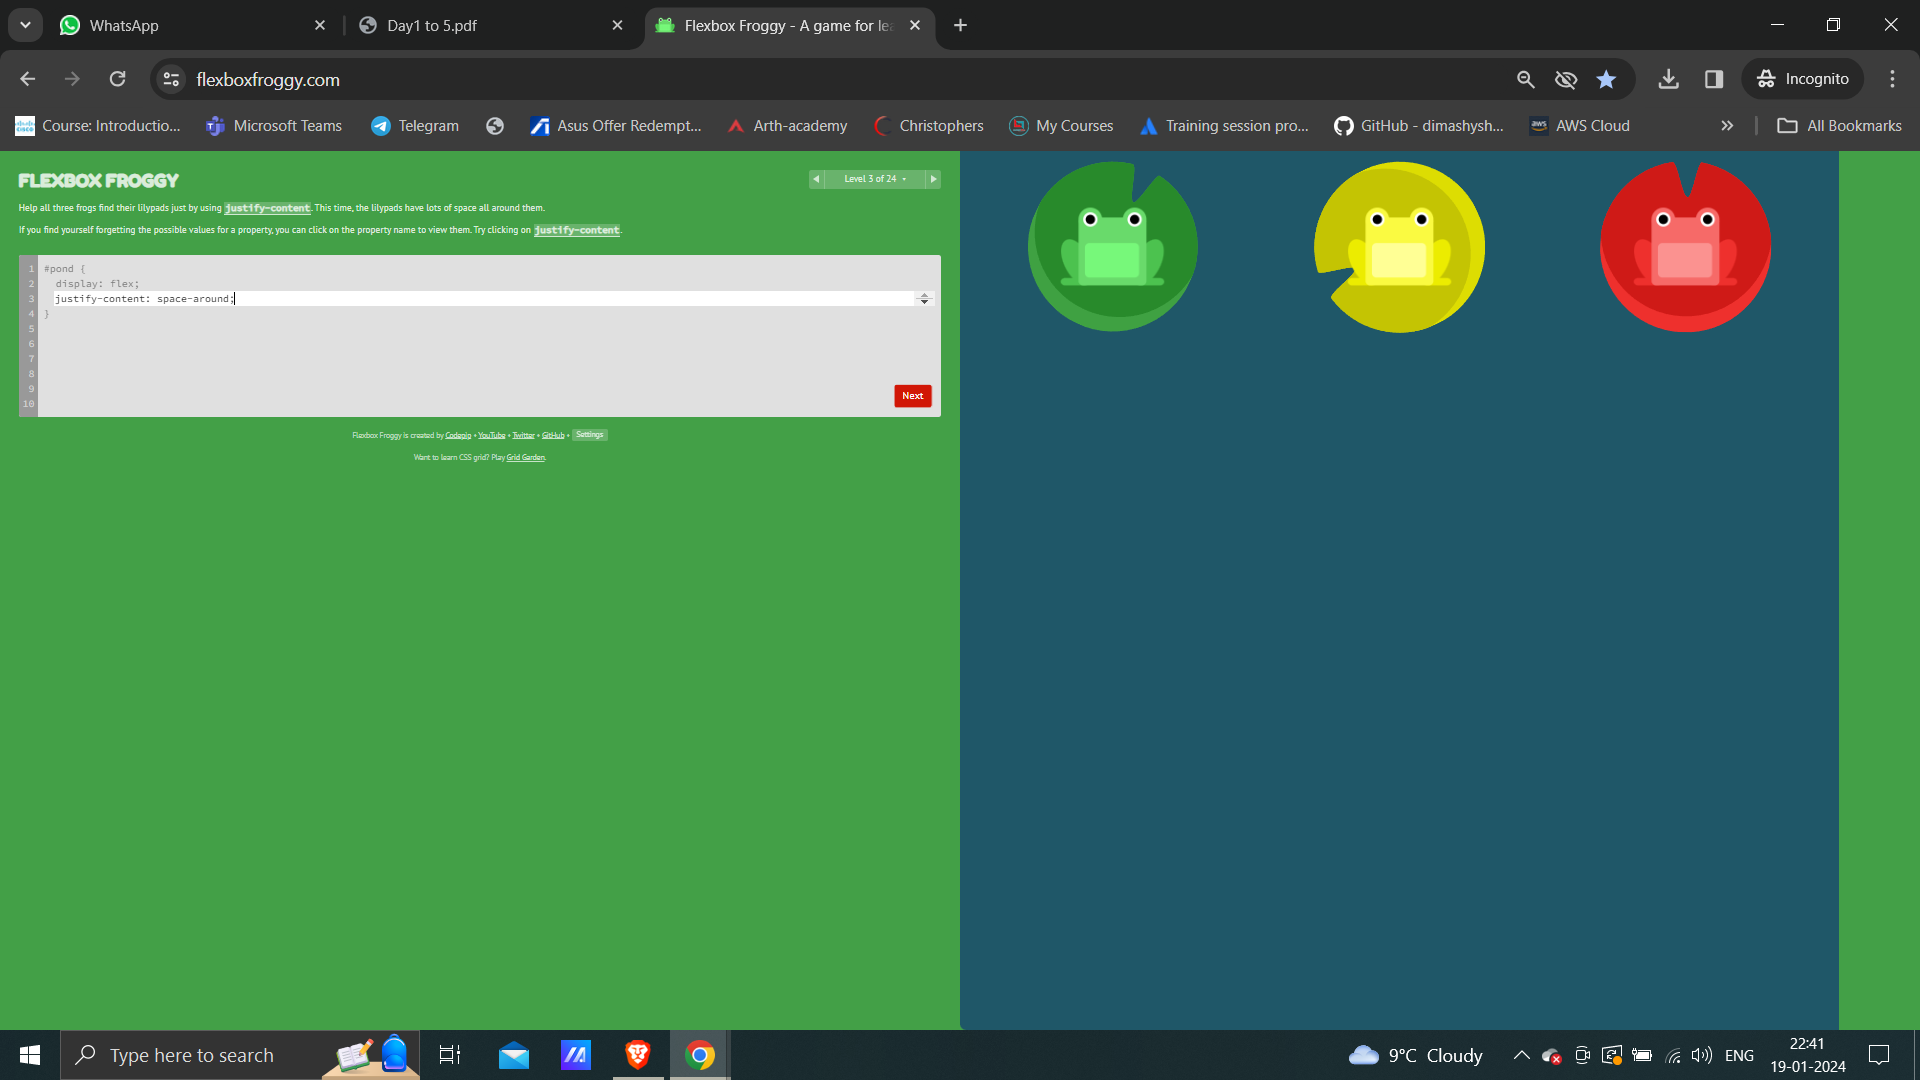 WhatsApp
Day1 to 5.pdf
Flexbox Froggy - A game for le
flexboxfroggy.com
Incognito
Course: Introductio...
Microsoft Teams
Telegram
Asus Offer Redempt...
Arth-academy
Christophers
My Courses
Training session pro...
GitHub - dimashysh...
aws
AWS Cloud
All Bookmarks
FLEXBOX FROGGY
Level 3 of 24
Help all three frogs find their lilypads just by using justify-content. This time, the lilypads have lots of space all around them.
If you find yourself forgetting the possible values for a property, you can click on the property name to view them. Try clicking on justify-content.
1 #pond {
2 display: flex;
3 justify-content: space-around;
4 }
5
6
7
8
9
10
Next
Flexbox Froggy is created by Codepip • YouTube • Twitter • GitHub • Settings
Want to learn CSS grid? Play Grid Garden.
Type here to search
9°C Cloudy
ENG
22:41
19-01-2024